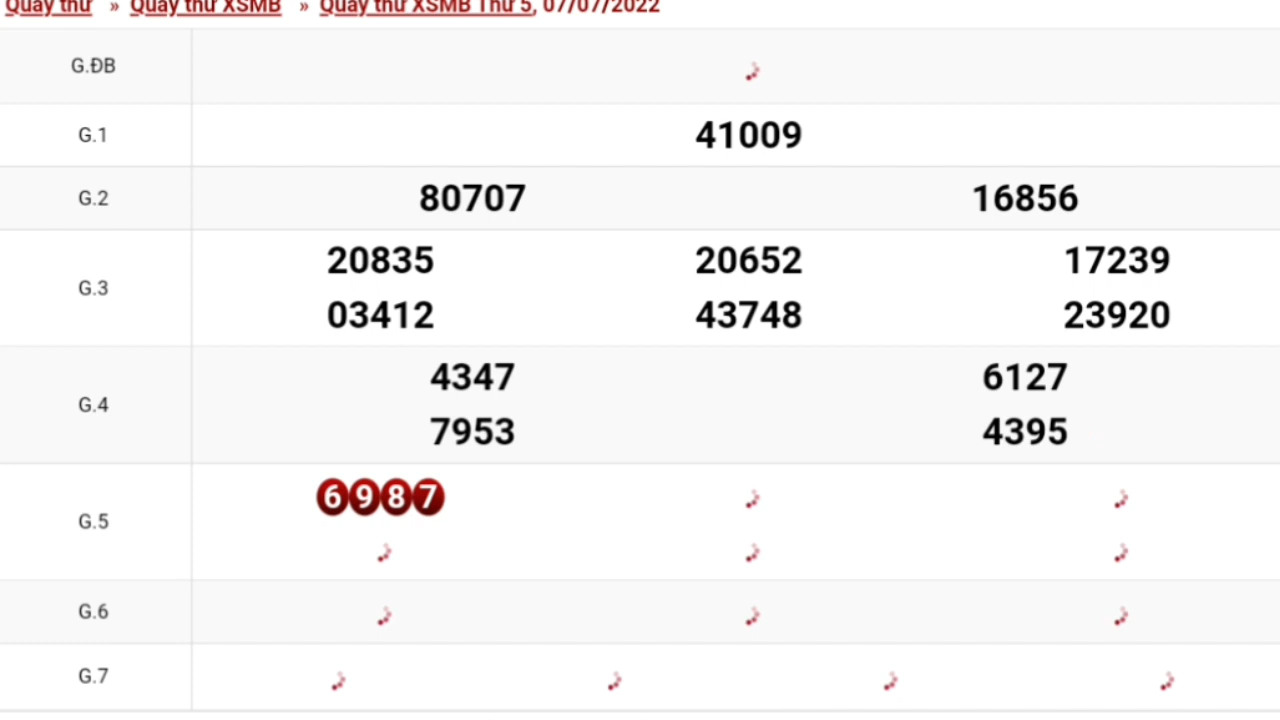 Quay thử » Quay thử XSMB » Quay thử XSMB Thứ 5, 07/07/2022
G.ĐB
G.1 41009
G.2 80707 16856
20835 20652 17239
G.3
03412 43748 23920
4347 6127
G.4
7953 4395
6987
G.5
G.6
G.7